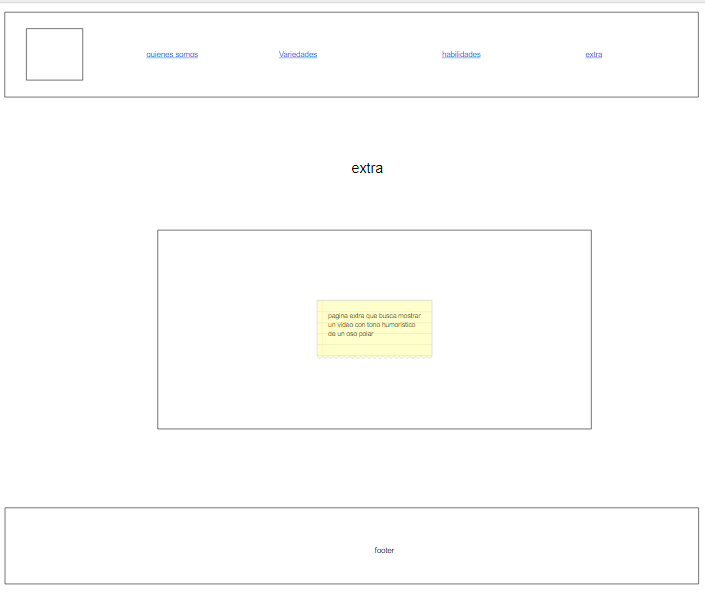 quienes somos Variedades habilidades extra
extra
pagina extra que busca mostrar
un video con tono humoristico
de un oso polar
footer